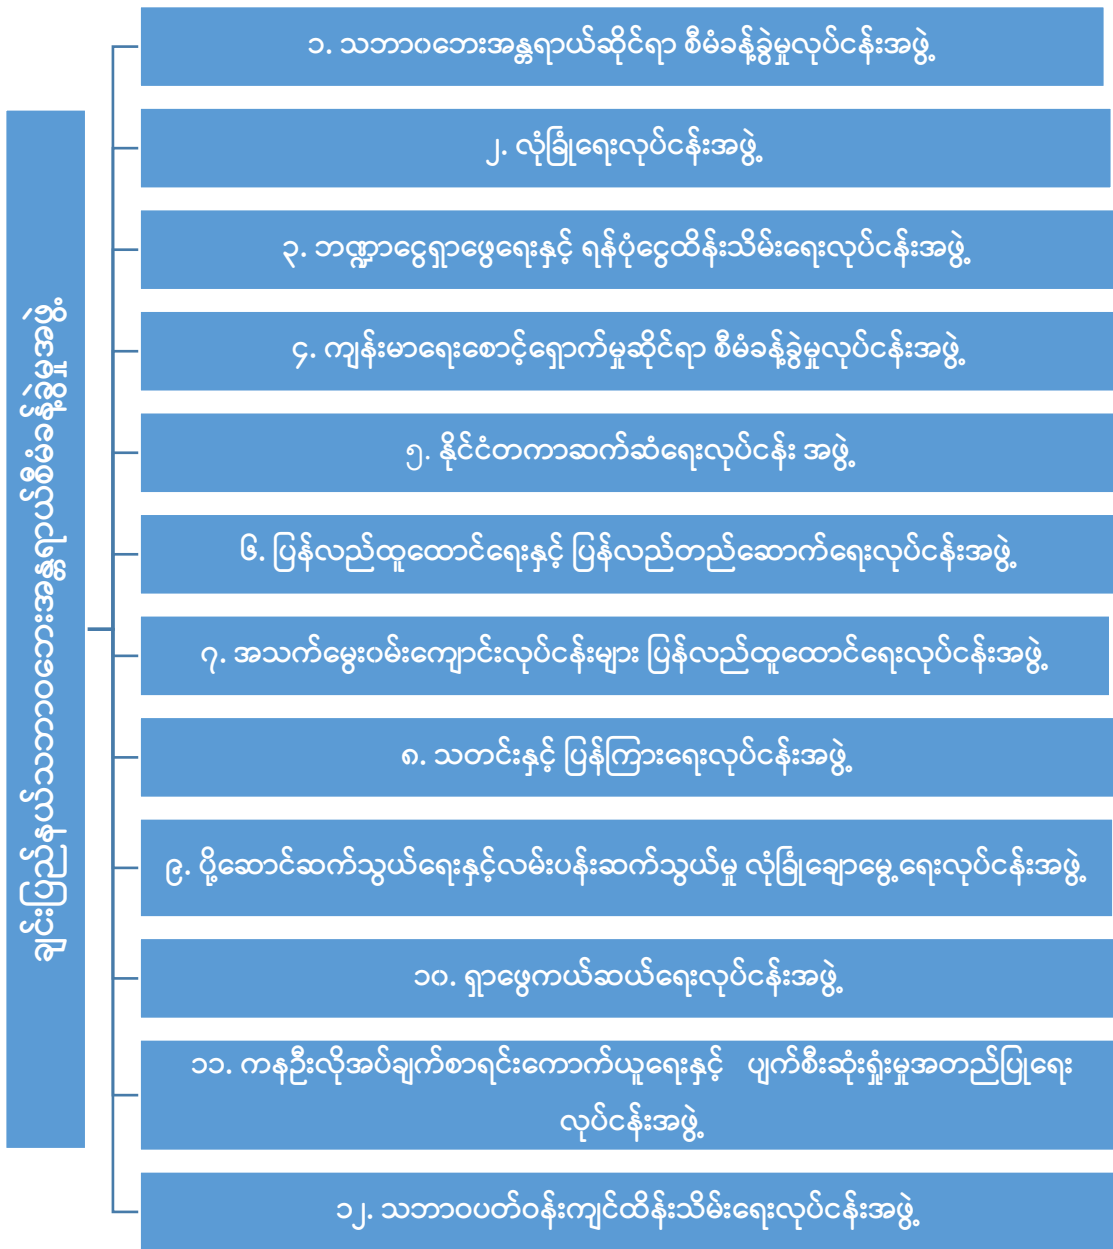 ချင်းပြည်နယ်သဘာဝဘေးအန္တရာယ်စီမံခန့်ခွဲမှုအဖွဲ့
၁. သဘာ၀ဘေးအန္တရာယ်ဆိုင်ရာ စီမံခန့်ခွဲမှုလုပ်ငန်းအဖွဲ့
၂. လုံခြုံရေးလုပ်ငန်းအဖွဲ့
၃. ဘဏ္ဍာငွေရှာဖွေရေးနှင့် ရန်ပုံငွေထိန်းသိမ်းရေးလုပ်ငန်းအဖွဲ့
၄. ကျန်းမာရေးစောင့်ရှောက်မှုဆိုင်ရာ စီမံခန့်ခွဲမှုလုပ်ငန်းအဖွဲ့
၅. နိုင်ငံတကာဆက်ဆံရေးလုပ်ငန်း အဖွဲ့
၆. ပြန်လည်ထူထောင်ရေးနှင့် ပြန်လည်တည်ဆောက်ရေးလုပ်ငန်းအဖွဲ့
၇. အသက်မွေး၀မ်းကျောင်းလုပ်ငန်းများ ပြန်လည်ထူထောင်ရေးလုပ်ငန်းအဖွဲ့
၈. သတင်းနှင့် ပြန်ကြားရေးလုပ်ငန်းအဖွဲ့
၉. ပို့ဆောင်ဆက်သွယ်ရေးနှင့်လမ်းပန်းဆက်သွယ်မှု လုံခြုံချောမွေ့ရေးလုပ်ငန်းအဖွဲ့
၁၀. ရှာဖွေကယ်ဆယ်ရေးလုပ်ငန်းအဖွဲ့
၁၁. ကနဦးလိုအပ်ချက်စာရင်းကောက်ယူရေးနှင့် ပျက်စီးဆုံးရှုံးမှုအတည်ပြုရေး
လုပ်ငန်းအဖွဲ့
၁၂. သဘာဝပတ်ဝန်းကျင်ထိန်းသိမ်းရေးလုပ်ငန်းအဖွဲ့